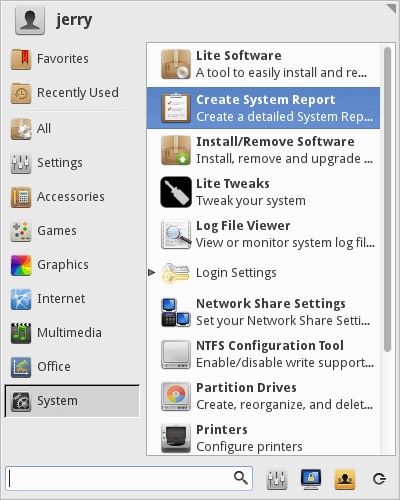 jerry
Favorites
Recently Used
All
Settings
Accessories
Games
Graphics
Internet
Multimedia
Office
System
Lite Software
A tool to easily install and re...
Create System Report
Create a detailed System Rep...
Install/Remove Software
Install, remove and upgrade ...
Lite Tweaks
Tweak your system
Log File Viewer
View or monitor system log fil...
Login Settings
Network Share Settings
Set your Network Share Setti...
NTFS Configuration Tool
Enable/disable write support...
Partition Drives
Create, reorganize, and delet...
Printers
Configure printers